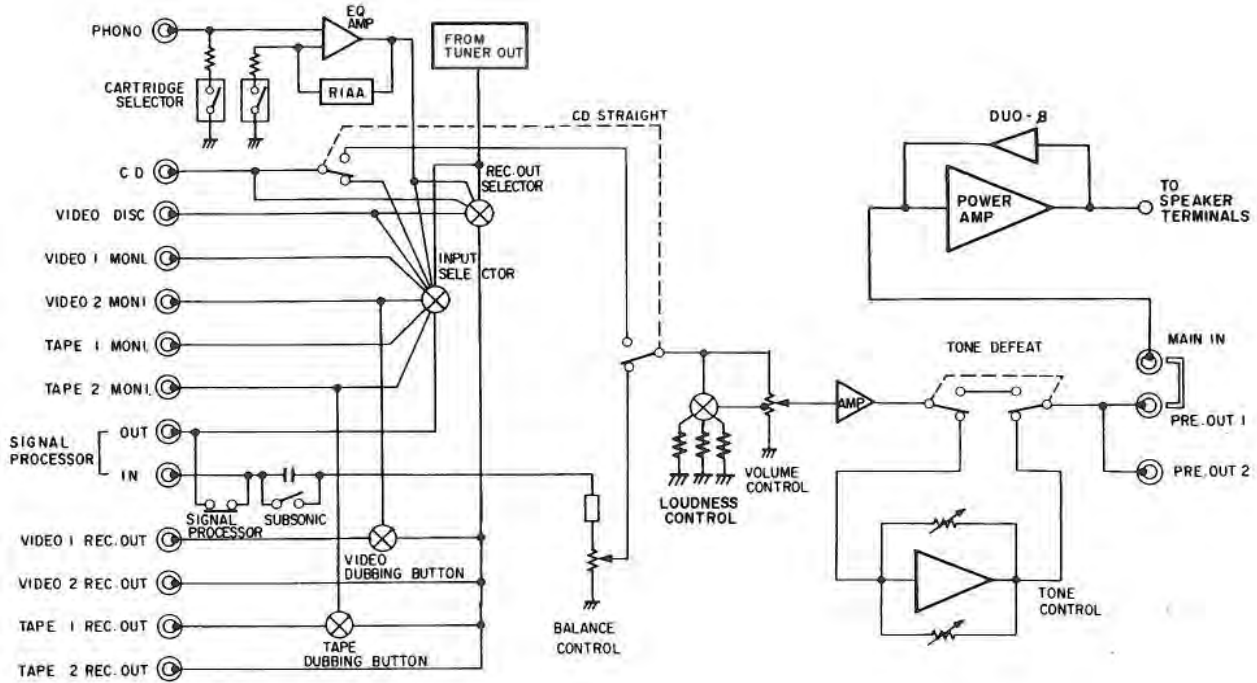 PHONO
EQ
AMP
RIAA
FROM
TUNER OUT
CARTRIDGE
SELECTOR
CD STRAIGHT
DUO-β
CD
REC.OUT
SELECTOR
POWER
AMP
TO
SPEAKER
TERMINALS
VIDEO DISC
VIDEO 1 MONI.
INPUT
SELECTOR
VIDEO 2 MONI.
TAPE 1 MONI.
TONE DEFEAT
MAIN IN
TAPE 2 MONI.
AMP
PRE.OUT 1
SIGNAL
PROCESSOR
OUT
IN
PRE.OUT 2
VOLUME
CONTROL
LOUDNESS
CONTROL
SIGNAL
PROCESSOR
SUBSONIC
VIDEO 1 REC.OUT
VIDEO
DUBBING BUTTON
VIDEO 2 REC.OUT
TONE
CONTROL
TAPE 1 REC.OUT
BALANCE
CONTROL
TAPE
DUBBING BUTTON
TAPE 2 REC.OUT